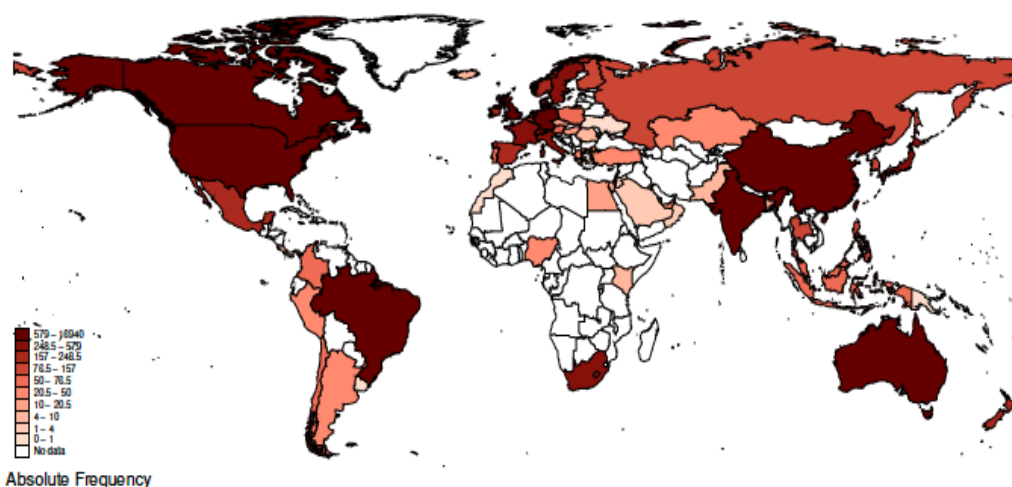 579 – 16940
248.5 – 579
157 – 248.5
76.5 – 157
50 – 76.5
20.5 – 50
10 – 20.5
4 – 10
1 – 4
0 – 1
No data
Absolute Frequency